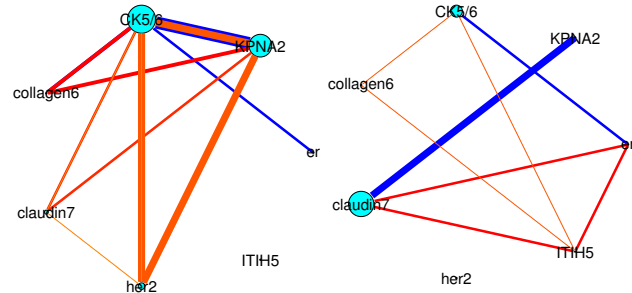 CK5/6
KPNA2
collagen6
er
claudin7
ITIH5
her2
CK5/6
KPNA2
collagen6
er
claudin7
ITIH5
her2